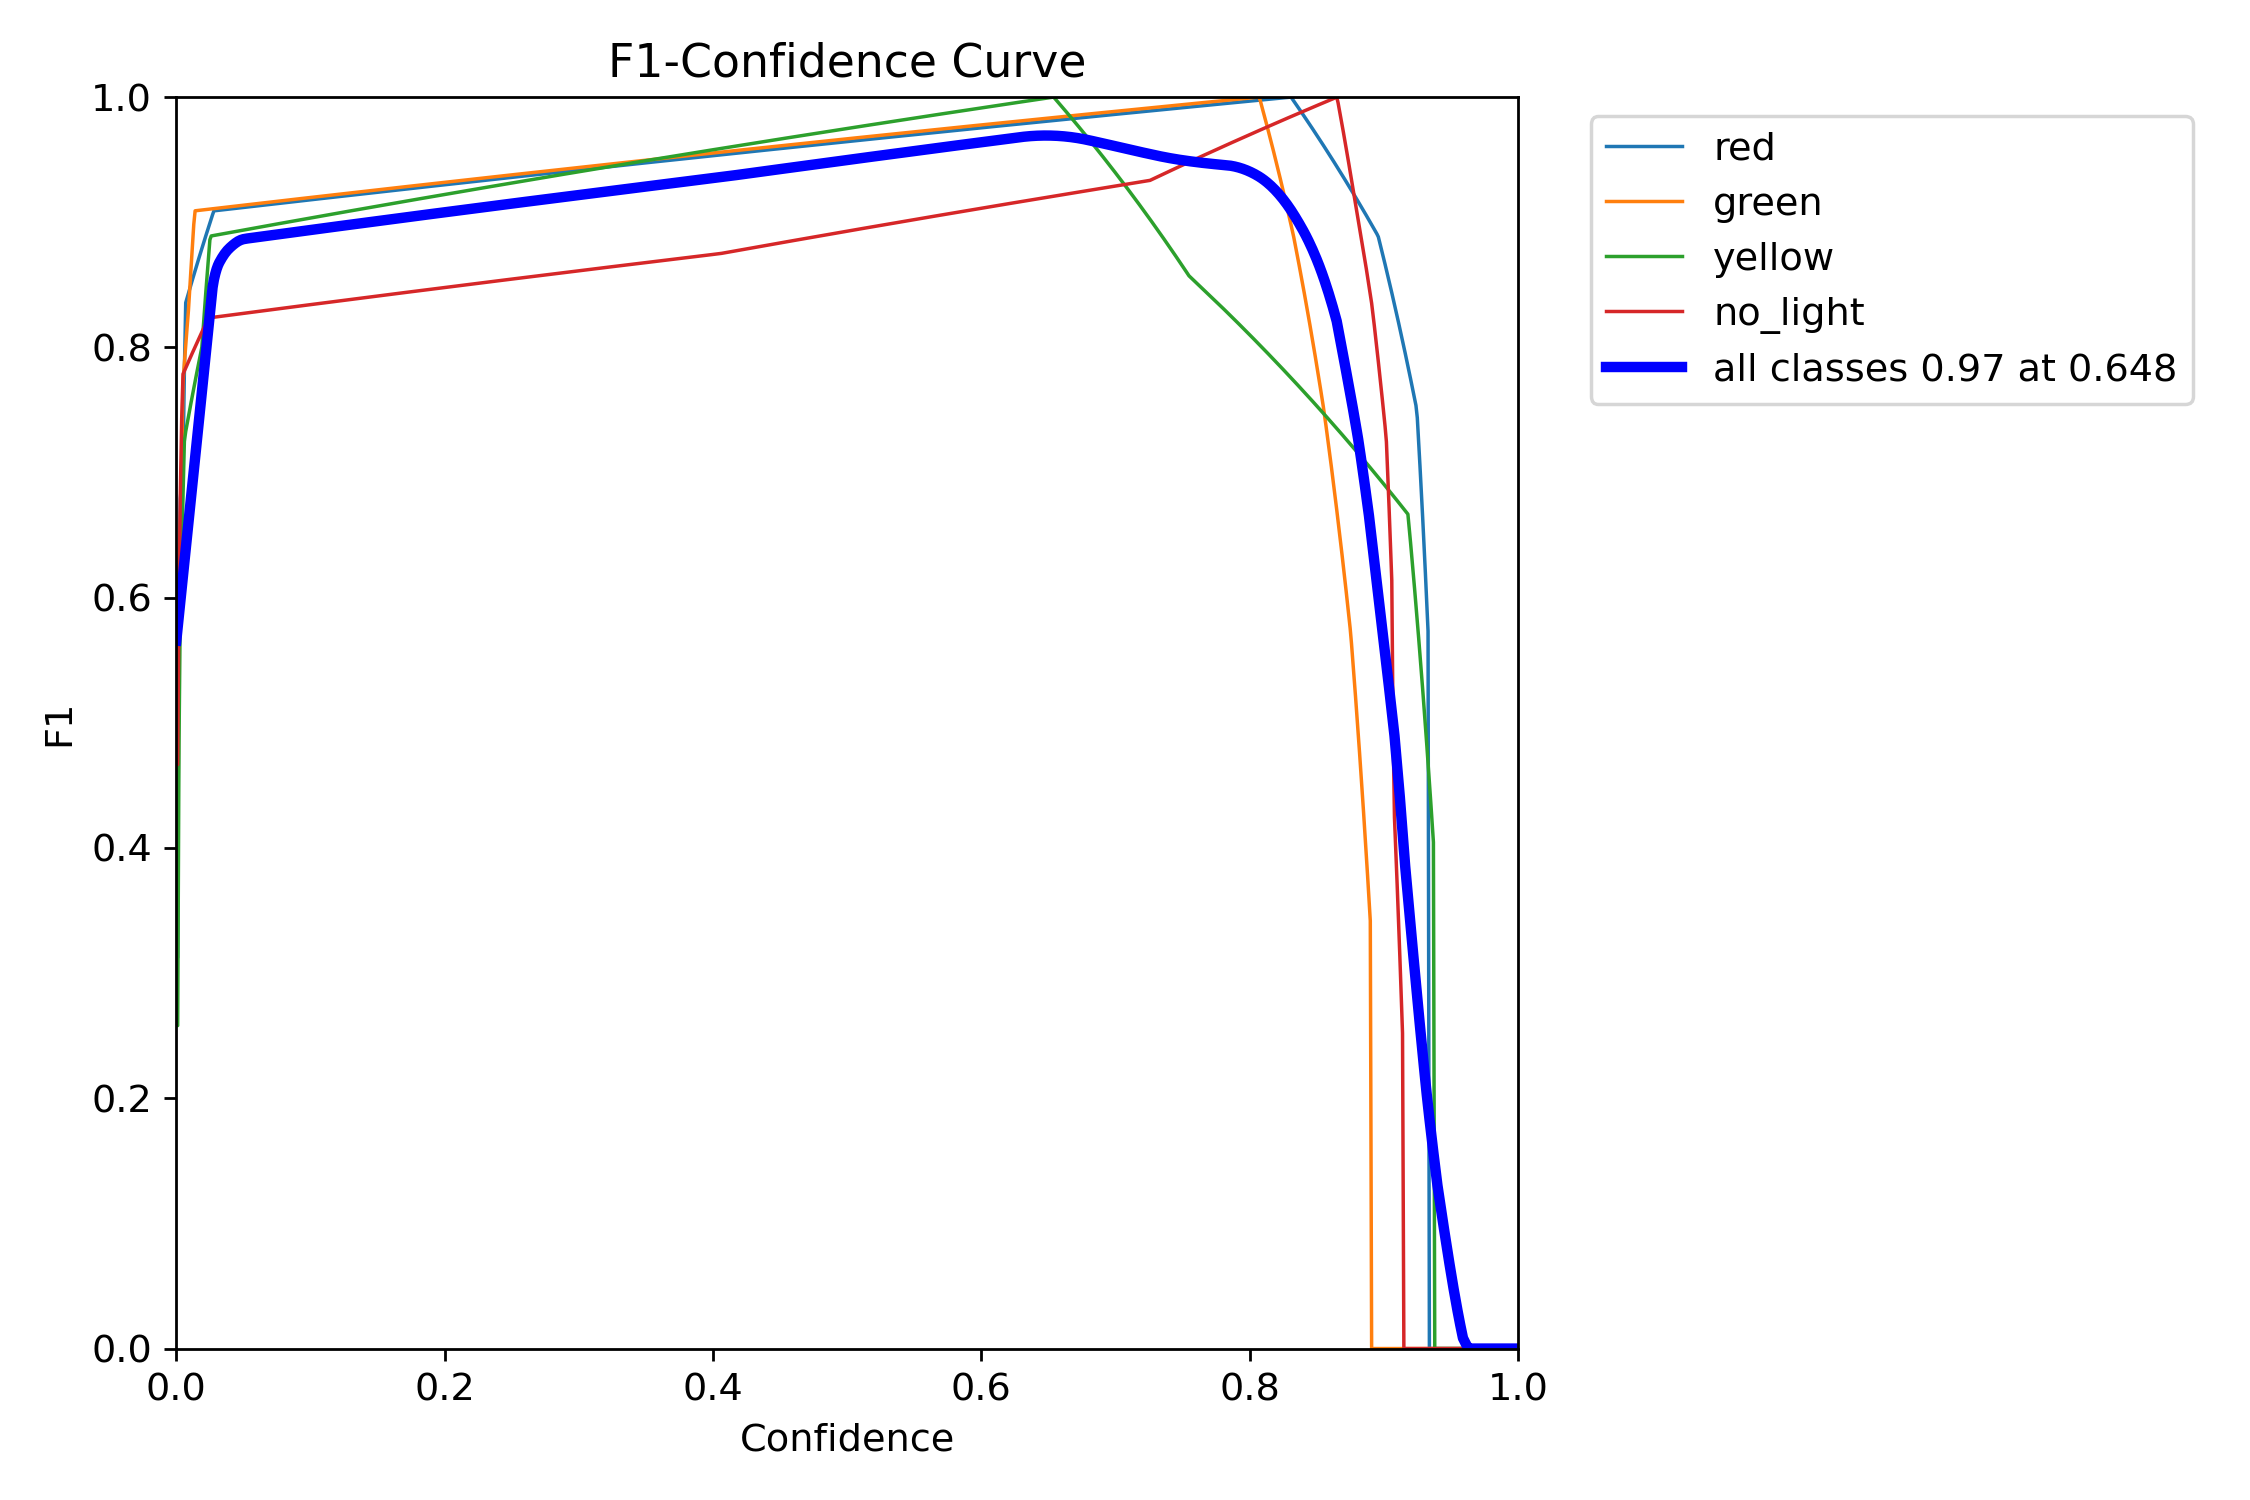 F1-Confidence Curve
1.0
0.8
0.6
0.4
0.2
0.0
F1
0.0 0.2 0.4 0.6 0.8 1.0
Confidence
red
green
yellow
no_light
all classes 0.97 at 0.648